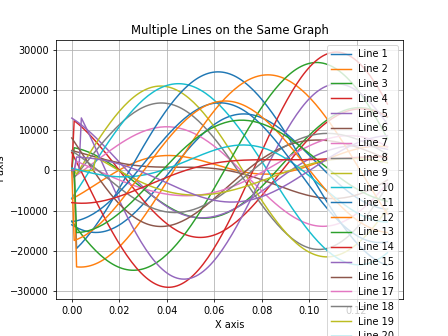 Multiple Lines on the Same Graph
30000
20000
10000
0
−10000
−20000
−30000
0.00
0.02
0.04
0.06
0.08
0.10
X axis
Line 1
Line 2
Line 3
Line 4
Line 5
Line 6
Line 7
Line 8
Line 9
Line 10
Line 11
Line 12
Line 13
Line 14
Line 15
Line 16
Line 17
Line 18
Line 19
Line 20